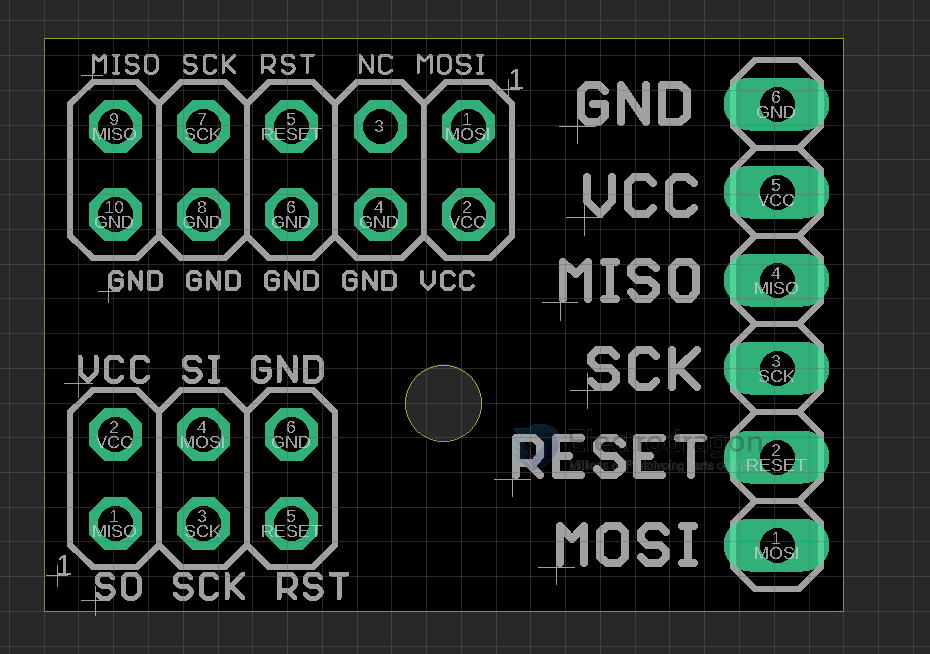 MISO SCK RST NC MOSI
1
9 7 5 3 1
MISO SCK RESET MOSI
10 8 6 4 2
GND GND GND GND VCC
GND GND GND GND VCC
VCC SI GND
2 4 6
VCC MOSI GND
1 3 5
MISO SCK RESET
1
SO SCK RST
GND
6
GND
VCC
5
VCC
MISO
4
MISO
SCK
3
SCK
Electrodragon
RESET
2
RESET
MOSI
1
MOSI